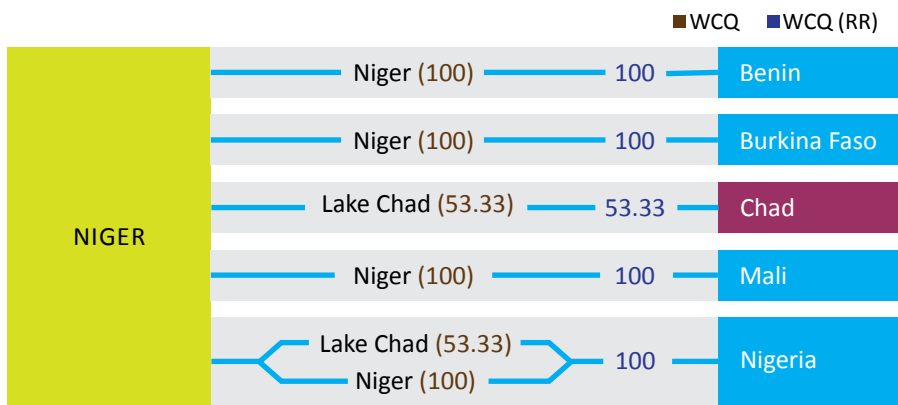 WCQ WCQ (RR)
Niger (100) 100 Benin
Niger (100) 100 Burkina Faso
Lake Chad (53.33) 53.33 Chad
NIGER
Niger (100) 100 Mali
Lake Chad (53.33)
100 Nigeria
Niger (100)